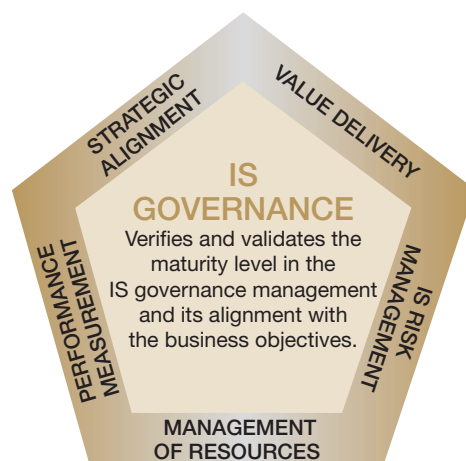 STRATEGIC
ALIGNMENT
VALUE DELIVERY
IS
GOVERNANCE
Verifies and validates the
maturity level in the
IS governance management
and its alignment with
the business objectives.
PERFORMANCE
MEASUREMENT
IS RISK
MANAGEMENT
MANAGEMENT
OF RESOURCES